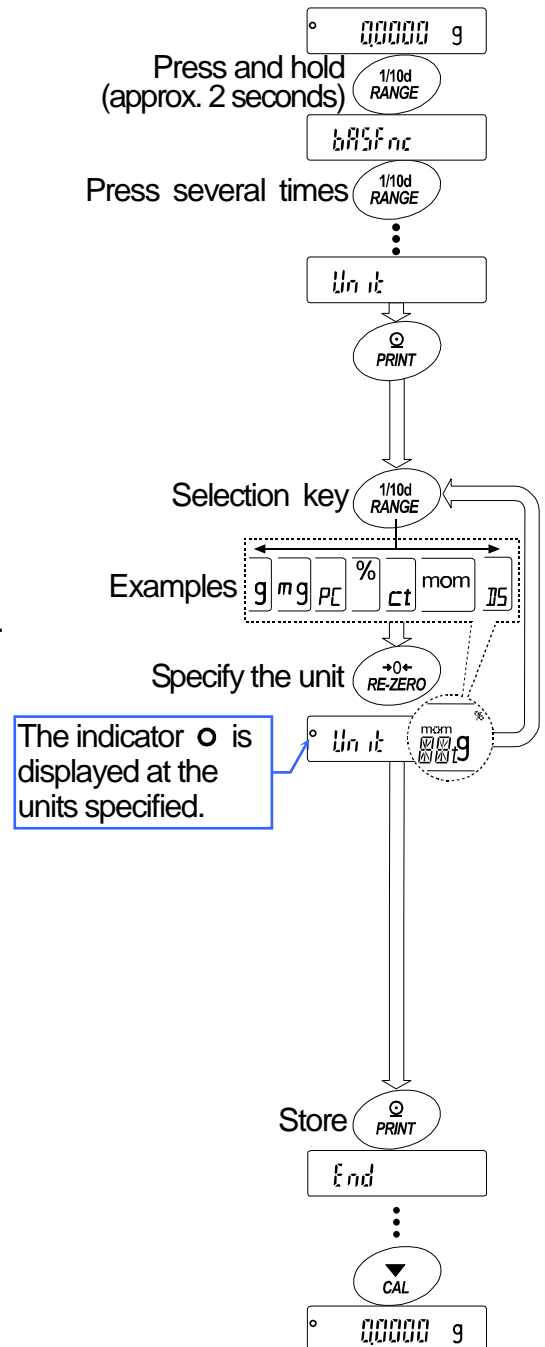 0.0000 g
Press and hold
(approx. 2 seconds)
1/10d
RANGE
bASFnc
Press several times
1/10d
RANGE
Unit
PRINT
Selection key
1/10d
RANGE
Examples
g mg PC % ct mom DS
Specify the unit
→0←
RE-ZERO
The indicator o is
displayed at the
units specified.
Unit
mom
%
t g
Store
PRINT
End
CAL
0.0000 g